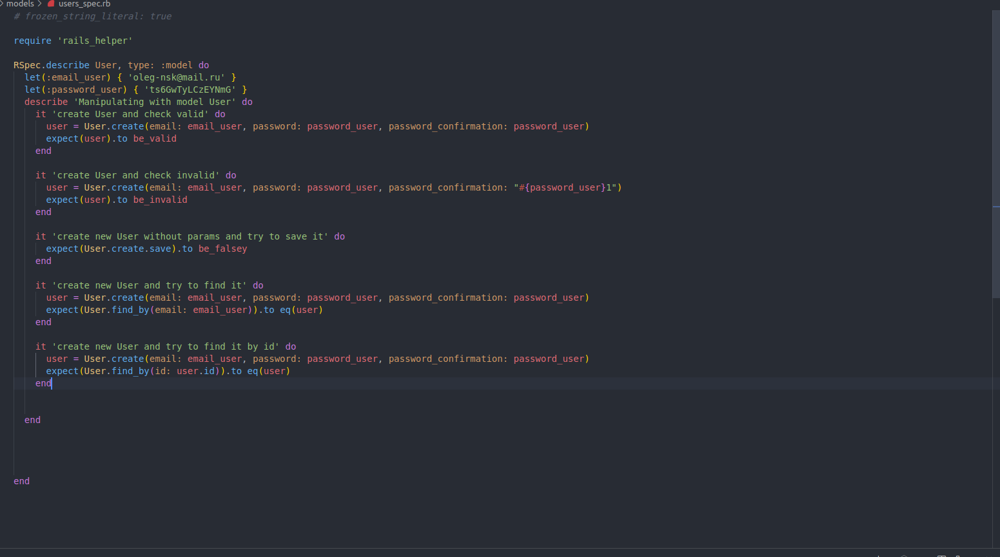 models > users_spec.rb
# frozen_string_literal: true
require 'rails_helper'
RSpec.describe User, type: :model do
let(:email_user) { 'oleg-nsk@mail.ru' }
let(:password_user) { 'ts6GwTyLCzEYNmG' }
describe 'Manipulating with model User' do
it 'create User and check valid' do
user = User.create(email: email_user, password: password_user, password_confirmation: password_user)
expect(user).to be_valid
end
it 'create User and check invalid' do
user = User.create(email: email_user, password: password_user, password_confirmation: "#{password_user}1")
expect(user).to be_invalid
end
it 'create new User without params and try to save it' do
expect(User.create.save).to be_falsey
end
it 'create new User and try to find it' do
user = User.create(email: email_user, password: password_user, password_confirmation: password_user)
expect(User.find_by(email: email_user)).to eq(user)
end
it 'create new User and try to find it by id' do
user = User.create(email: email_user, password: password_user, password_confirmation: password_user)
expect(User.find_by(id: user.id)).to eq(user)
end
end
end